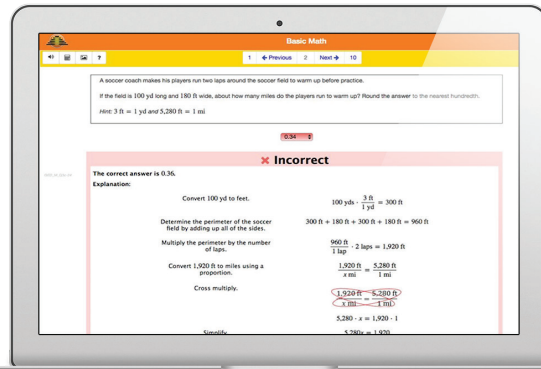 Basic Math
?
1 ← Previous 2 Next → 10
A soccer coach makes his players run two laps around the soccer field to warm up before practice.
If the field is 100 yd long and 180 ft wide, about how many miles do the players run to warm up? Round the answer to the nearest hundredth.
Hint: 3 ft = 1 yd and 5,280 ft = 1 mi
0.34
× Incorrect
The correct answer is 0.36.
Explanation:
Convert 100 yd to feet.
100 yds · 3 ft / 1 yd = 300 ft
Determine the perimeter of the soccer
field by adding up all of the sides.
300 ft + 180 ft + 300 ft + 180 ft = 960 ft
Multiply the perimeter by the number
of laps.
960 ft / 1 lap · 2 laps = 1,920 ft
Convert 1,920 ft to miles using a
proportion.
1,920 ft / x mi = 5,280 ft / 1 mi
Cross multiply.
1,920 ft / x mi = 5,280 ft / 1 mi
5,280 · x = 1,920 · 1
Simplify.
5,280x = 1,920